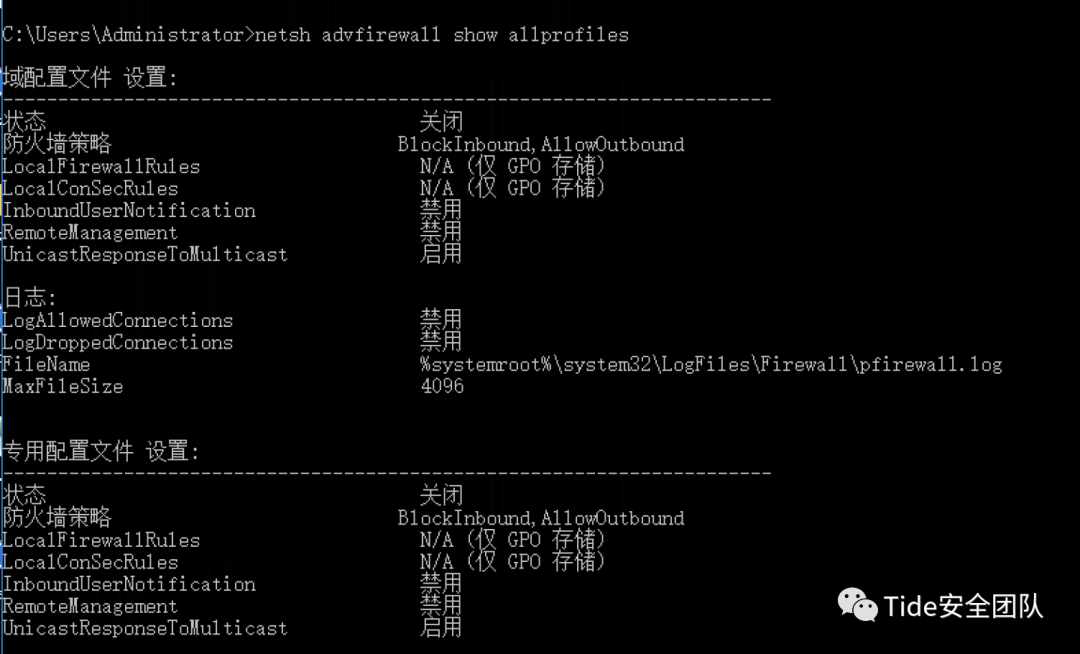 C:\Users\Administrator>netsh advfirewall show allprofiles
域配置文件 设置:
----------------------------------------------------------------------
状态 关闭
防火墙策略 BlockInbound,AllowOutbound
LocalFirewallRules N/A (仅 GPO 存储)
LocalConSecRules N/A (仅 GPO 存储)
InboundUserNotification 禁用
RemoteManagement 禁用
UnicastResponseToMulticast 启用
日志:
LogAllowedConnections 禁用
LogDroppedConnections 禁用
FileName %systemroot%\system32\LogFiles\Firewall\pfirewall.log
MaxFileSize 4096
专用配置文件 设置:
----------------------------------------------------------------------
状态 关闭
防火墙策略 BlockInbound,AllowOutbound
LocalFirewallRules N/A (仅 GPO 存储)
LocalConSecRules N/A (仅 GPO 存储)
InboundUserNotification 禁用
RemoteManagement 禁用
UnicastResponseToMulticast 启用
Tide安全团队